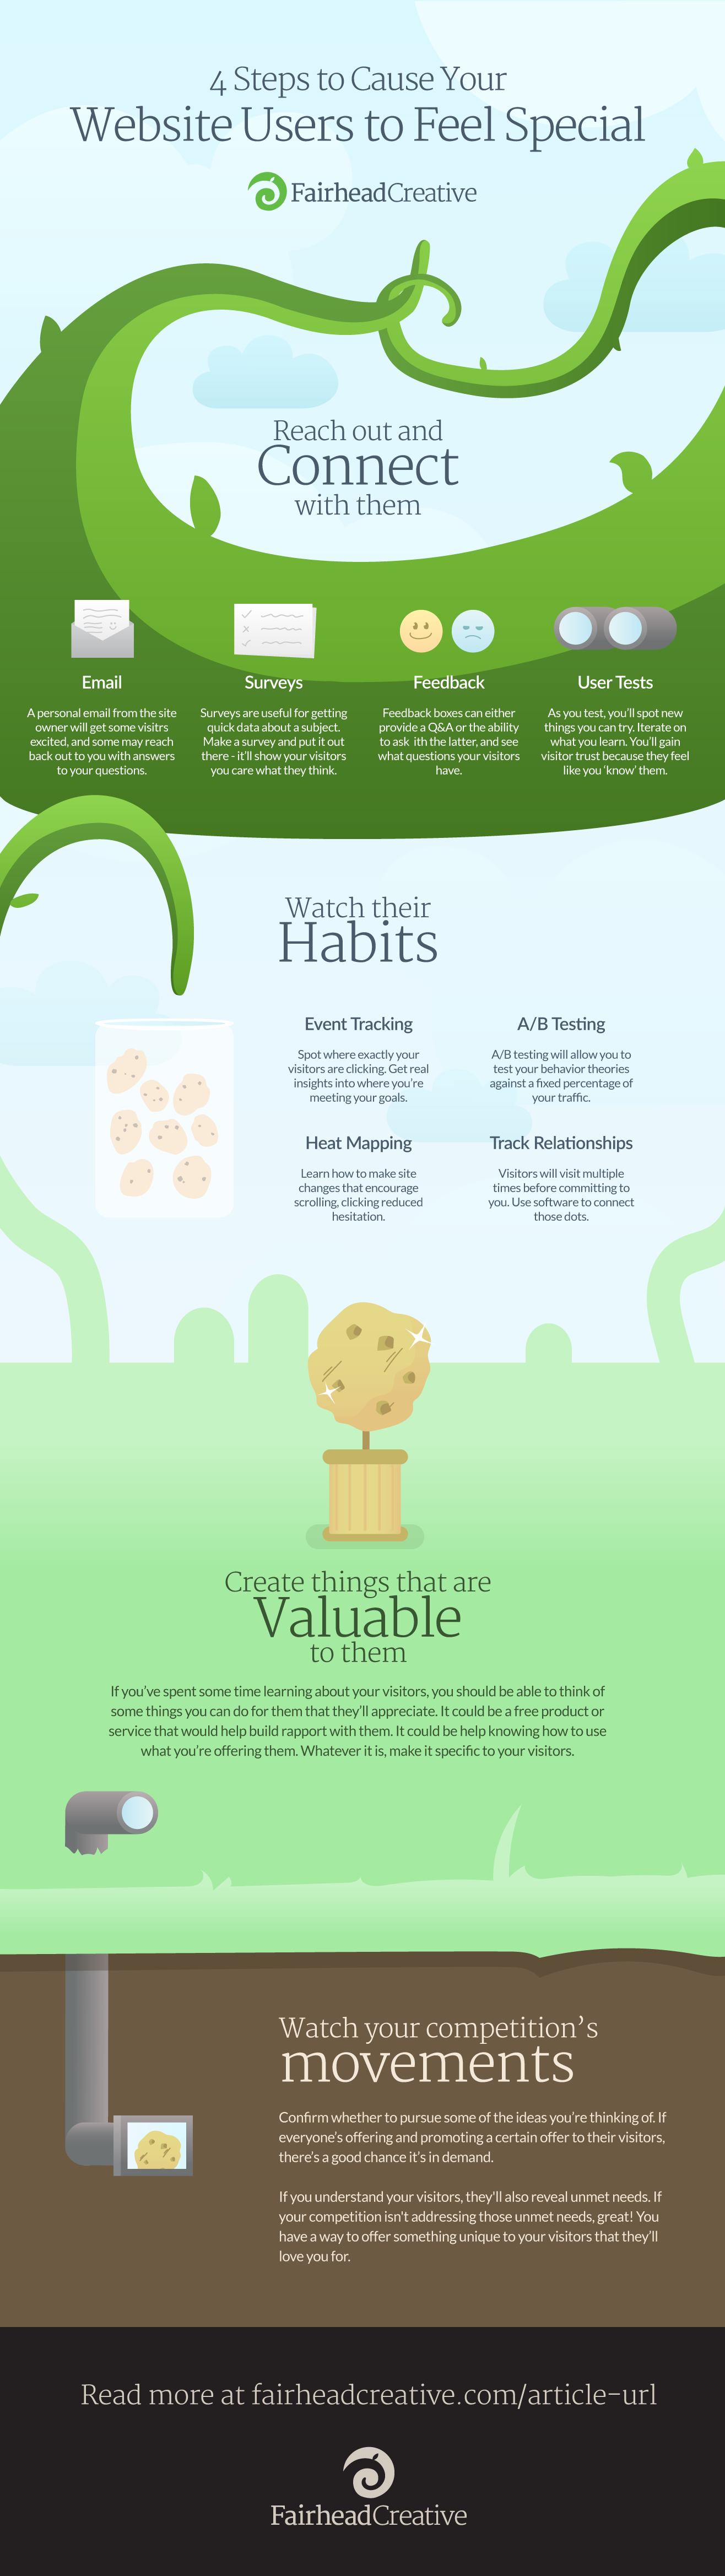 4 Steps to Cause Your
Website Users to Feel Special
FairheadCreative
Reach out and
Connect
with them
Email
A personal email from the site
owner will get some visitrs
excited, and some may reach
back out to you with answers
to your questions.
Surveys
Surveys are useful for getting
quick data about a subject.
Make a survey and put it out
there - it'll show your visitors
you care what they think.
Feedback
Feedback boxes can either
provide a Q&A or the ability
to ask ith the latter, and see
what questions your visitors
have.
User Tests
As you test, you'll spot new
things you can try. Iterate on
what you learn. You'll gain
visitor trust because they feel
like you 'know' them.
Watch their
Habits
Event Tracking
Spot where exactly your
visitors are clicking. Get real
insights into where you're
meeting your goals.
A/B Testing
A/B testing will allow you to
test your behavior theories
against a fixed percentage of
your traffic.
Heat Mapping
Learn how to make site
changes that encourage
scrolling, clicking reduced
hesitation.
Track Relationships
Visitors will visit multiple
times before committing to
you. Use software to connect
those dots.
Create things that are
Valuable
to them
If you've spent some time learning about your visitors, you should be able to think of
some things you can do for them that they'll appreciate. It could be a free product or
service that would help build rapport with them. It could be help knowing how to use
what you're offering them. Whatever it is, make it specific to your visitors.
Watch your competition's
movements
Confirm whether to pursue some of the ideas you're thinking of. If
everyone's offering and promoting a certain offer to their visitors,
there's a good chance it's in demand.
If you understand your visitors, they'll also reveal unmet needs. If
your competition isn't addressing those unmet needs, great! You
have a way to offer something unique to your visitors that they'll
love you for.
Read more at fairheadcreative.com/article-url
FairheadCreative